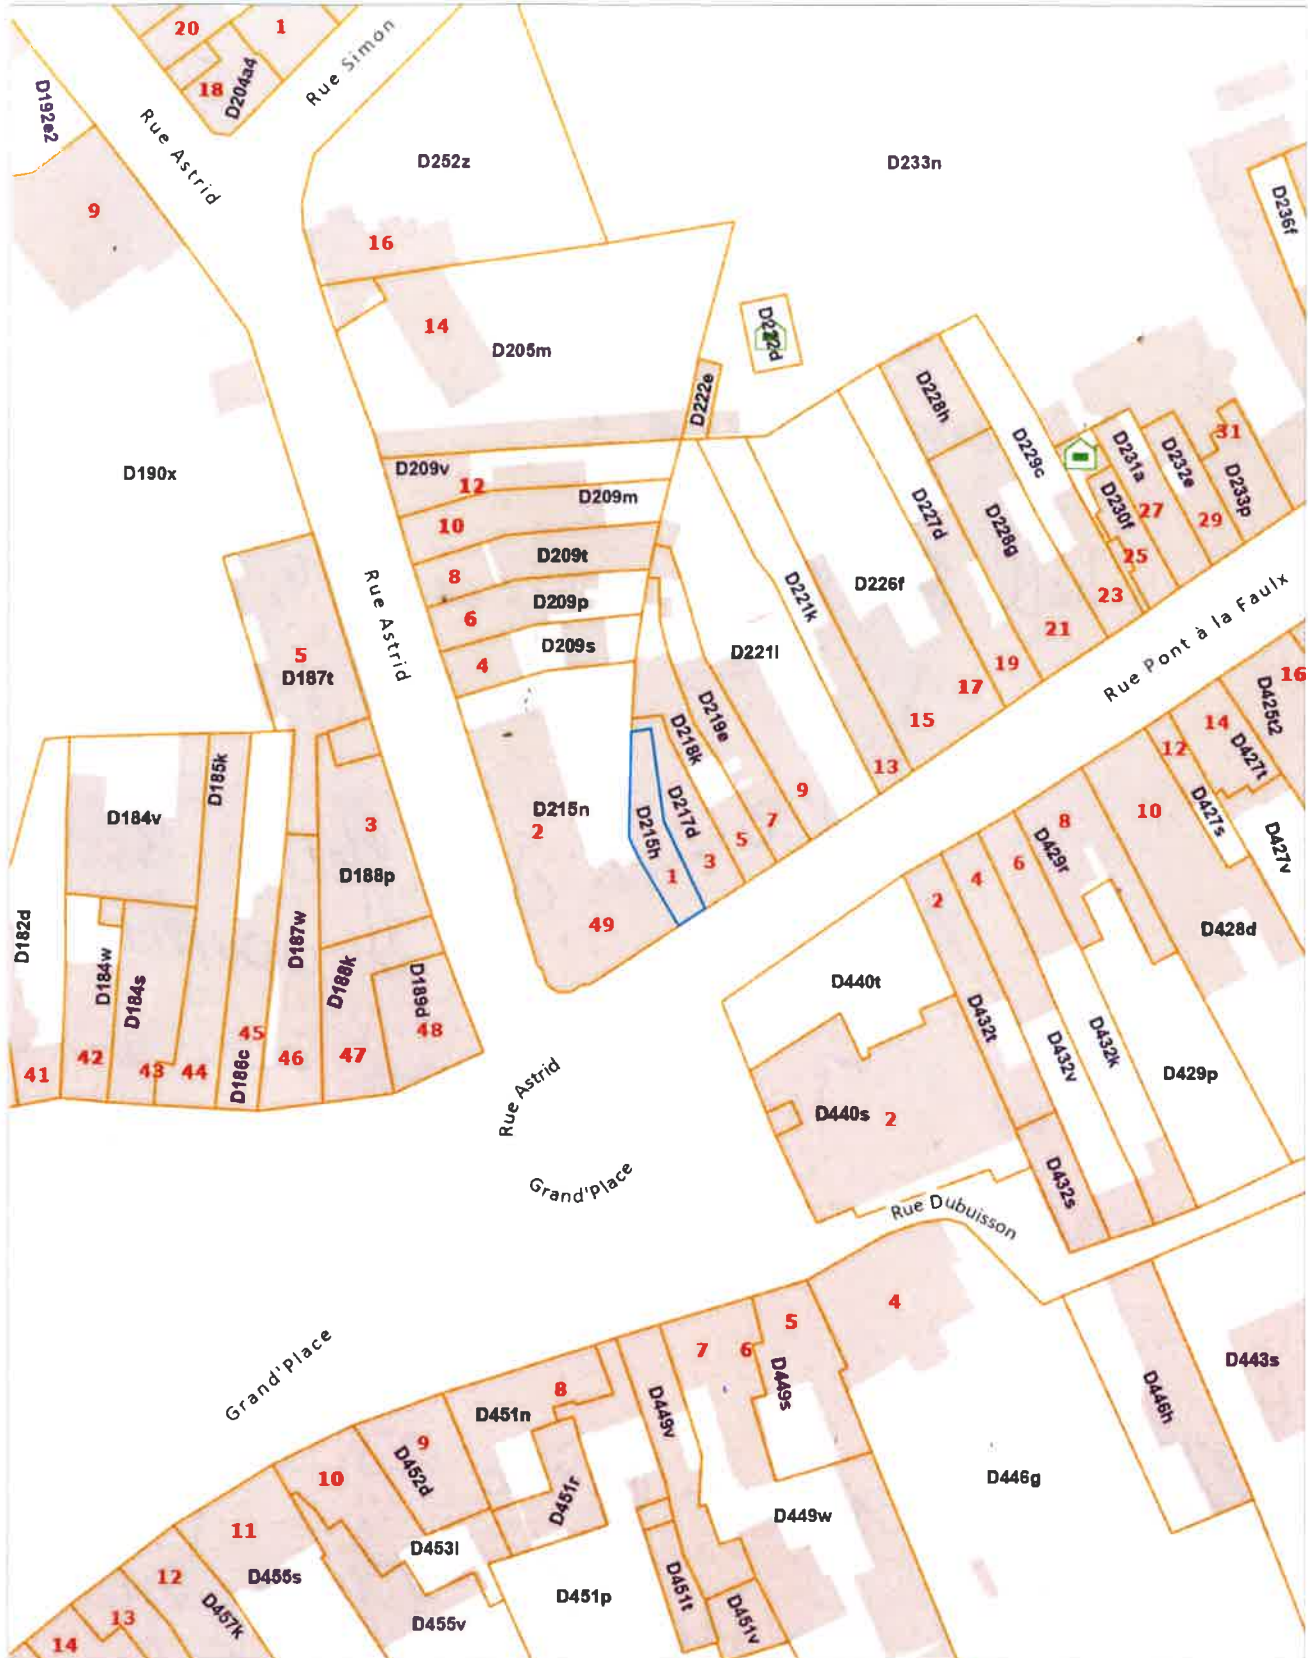 20
1
18
D204a4
Rue Simon
D192e2
Rue Astrid
D252z
D233n
D236f
9
16
14
D205m
D222d
D222e
D228h
D229c
D231a
D232e
31
D233p
D190x
D209v
12
D209m
10
D230f
27
29
D227d
D228g
D209t
25
8
D221k
D226f
23
D209p
6
21
Rue Astrid
D209s
4
D221l
Rue Pont à la Faulx
5
D187t
19
17
15
16
D425t2
14
D427t
12
D219e
D218k
13
D185k
D184v
3
D188p
D215n
2
D217d
D215h
9
7
5
3
1
49
10
8
D427s
D427v
D429r
6
4
2
D428d
D182d
D184w
D184s
D187w
D188k
D189p
48
47
46
45
D186c
44
43
42
41
D440t
D432t
D432v
D432k
D429p
D440s
2
D432s
Rue Astrid
Grand'Place
Rue Dubuisson
4
5
6
7
D449s
D443s
D446h
Grand'Place
8
D451n
D449v
9
D452d
10
D451r
D446g
D449w
11
D453l
D455s
12
D457k
D455v
D451p
D451t
D451v
13
14